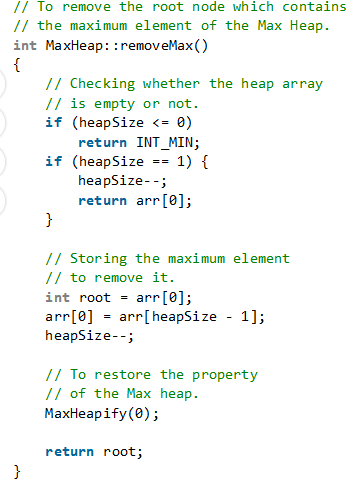 // To remove the root node which contains
// the maximum element of the Max Heap.
int MaxHeap::removeMax()
{
    // Checking whether the heap array
    // is empty or not.
    if (heapSize <= 0)
        return INT_MIN;
    if (heapSize == 1) {
        heapSize--;
        return arr[0];
    }

    // Storing the maximum element
    // to remove it.
    int root = arr[0];
    arr[0] = arr[heapSize - 1];
    heapSize--;

    // To restore the property
    // of the Max heap.
    MaxHeapify(0);

    return root;
}